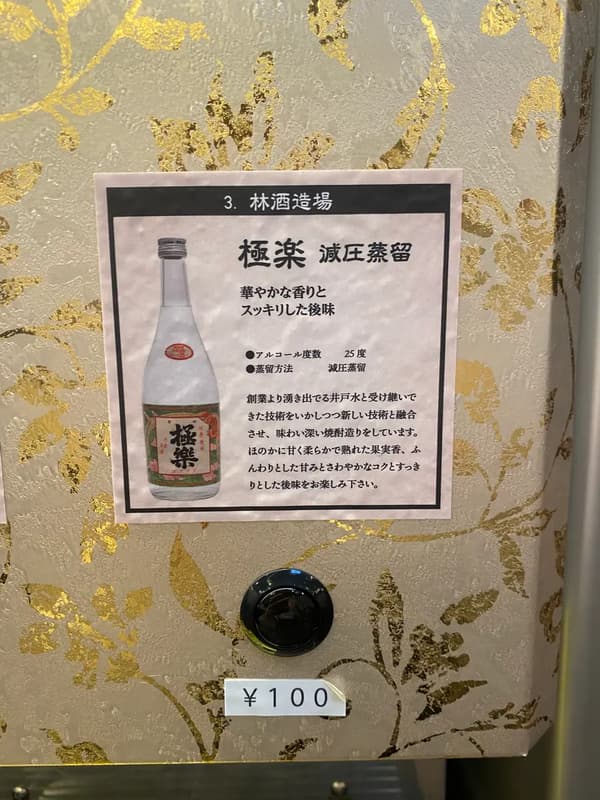 3. 林酒造場
極楽 減圧蒸留
華やかな香りと
スッキリした後味
●アルコール度数 25度
●蒸留方法 減圧蒸留
創業より湧き出でる井戸水と受け継いで
きた技術をいかしつつ新しい技術と融合
させ、味わい深い焼酎造りをしています。
ほのかに甘く柔らかで熟れた果実香、ふ
んわりとした甘みとさわやかなコクとすっき
りとした後味をお楽しみ下さい。
極樂
¥100